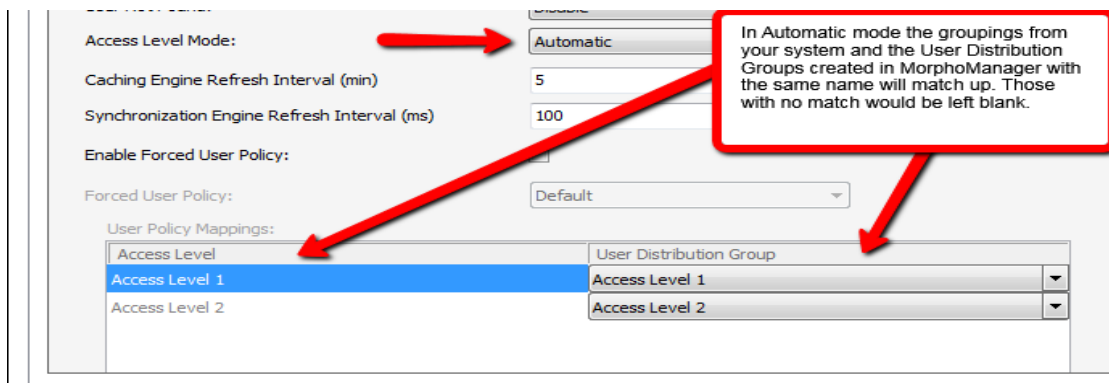 Access Level Mode:
Automatic
In Automatic mode the groupings from
your system and the User Distribution
Groups created in MorphoManager with
the same name will match up. Those
with no match would be left blank.
Caching Engine Refresh Interval (min)
5
Synchronization Engine Refresh Interval (ms)
100
Enable Forced User Policy:
Forced User Policy:
Default
User Policy Mappings:
Access Level
User Distribution Group
Access Level 1
Access Level 1
Access Level 2
Access Level 2